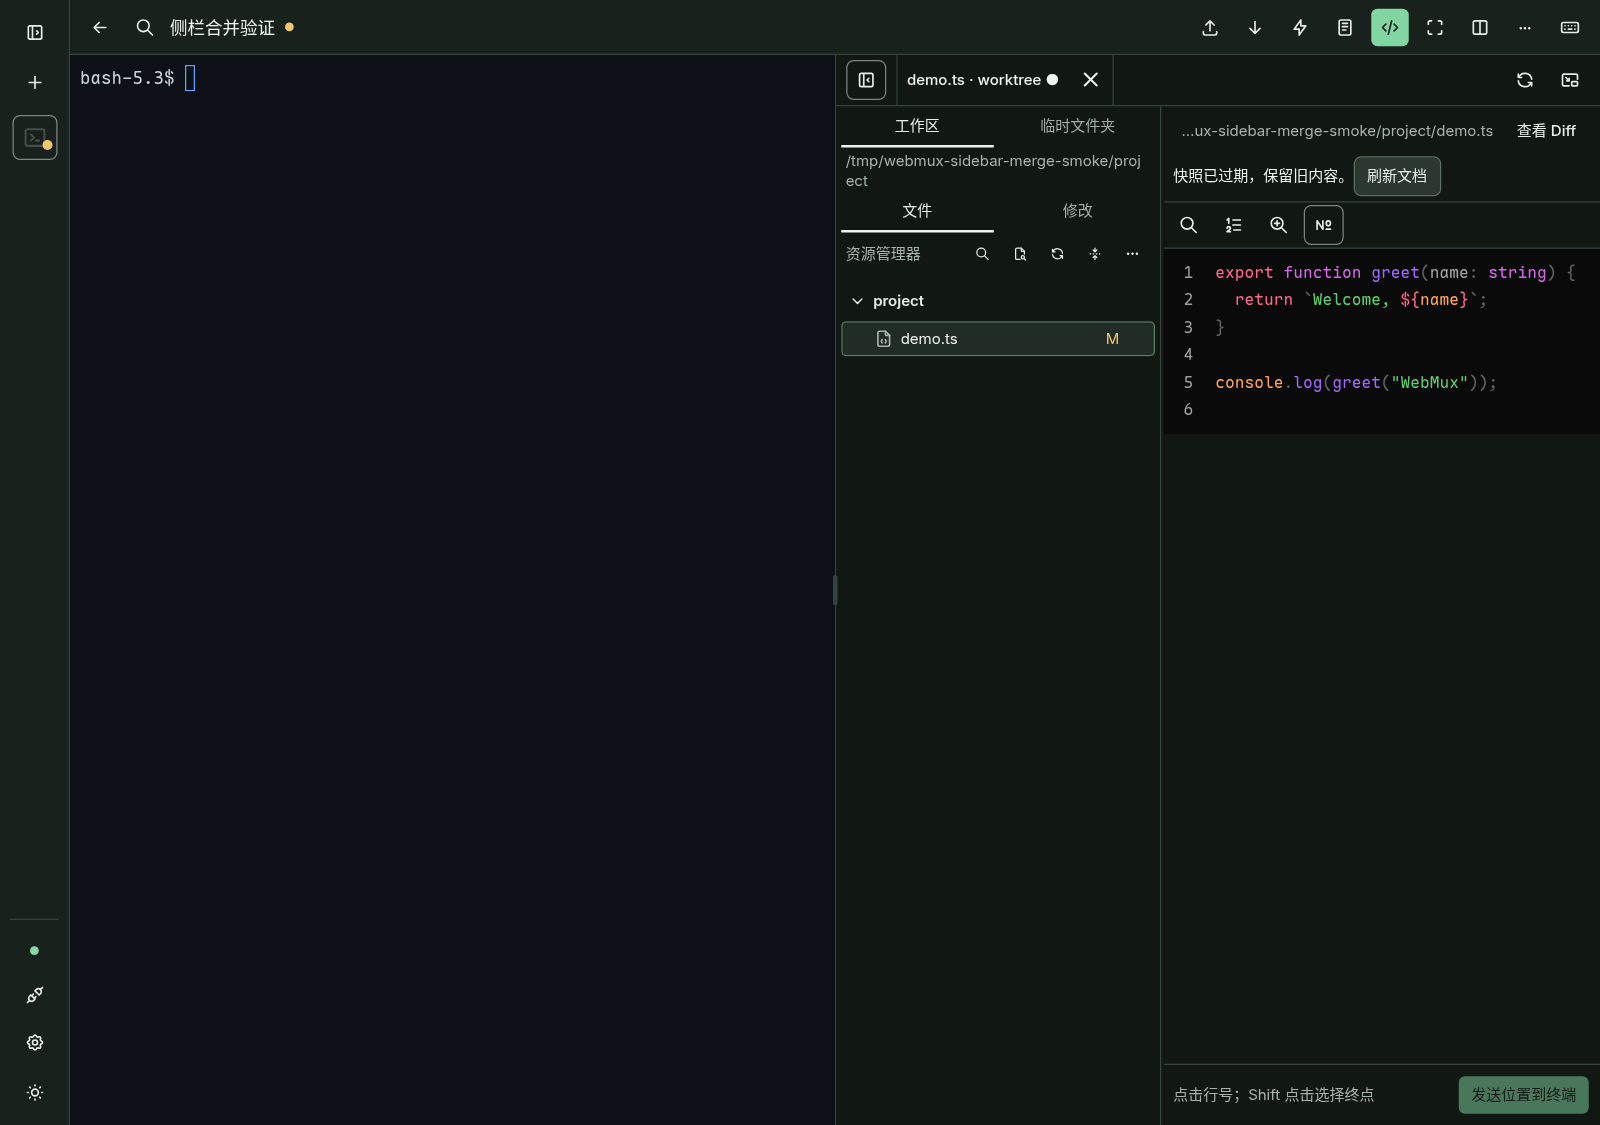 侧栏合并验证
bash-5.3$
demo.ts · worktree
工作区
临时文件夹
/tmp/webmux-sidebar-merge-smoke/proj
ect
文件
修改
资源管理器
project
demo.ts
M
...ux-sidebar-merge-smoke/project/demo.ts
查看 Diff
快照已过期，保留旧内容。
刷新文档
Nº
1 export function greet(name: string) {
2   return `Welcome, ${name}`;
3 }
4
5 console.log(greet("WebMux"));
6
点击行号；Shift 点击选择终点
发送位置到终端